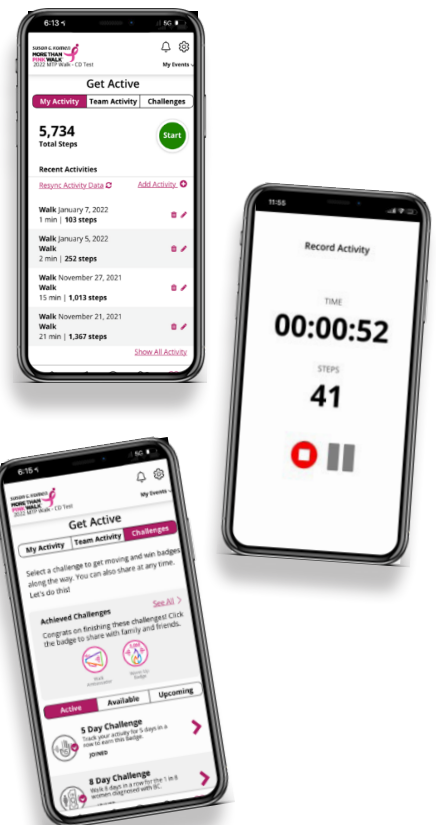 6:13
5G
SUSAN G. KOMEN
MORE THAN
PINK WALK
2022 MTP Walk - CD Test
My Events
Get Active
My Activity
Team Activity
Challenges
5,734
Total Steps
Start
Recent Activities
Resync Activity Data
Add Activity
Walk January 7, 2022
1 min | 103 steps
Walk January 5, 2022
Walk
2 min | 252 steps
Walk November 27, 2021
Walk
15 min | 1,013 steps
Walk November 21, 2021
Walk
21 min | 1,367 steps
Show All Activity
11:55
Record Activity
TIME
00:00:52
STEPS
41
6:15
5G
SUSAN G. KOMEN
MORE THAN
PINK WALK
2022 MTP Walk - CD Test
My Events
Get Active
My Activity
Team Activity
Challenges
Select a challenge to get moving and win badges
along the way. You can also share at any time.
Let's do this!
Achieved Challenges
See All
Congrats on finishing these challenges! Click
the badge to share with family and friends.
Badge
Active
Available
Upcoming
5 Day Challenge
Track your activity for 5 days in a
row to earn this Badge.
JOINED
8 Day Challenge
Walk 8 days in a row for the 1 in 8
women diagnosed with BC.